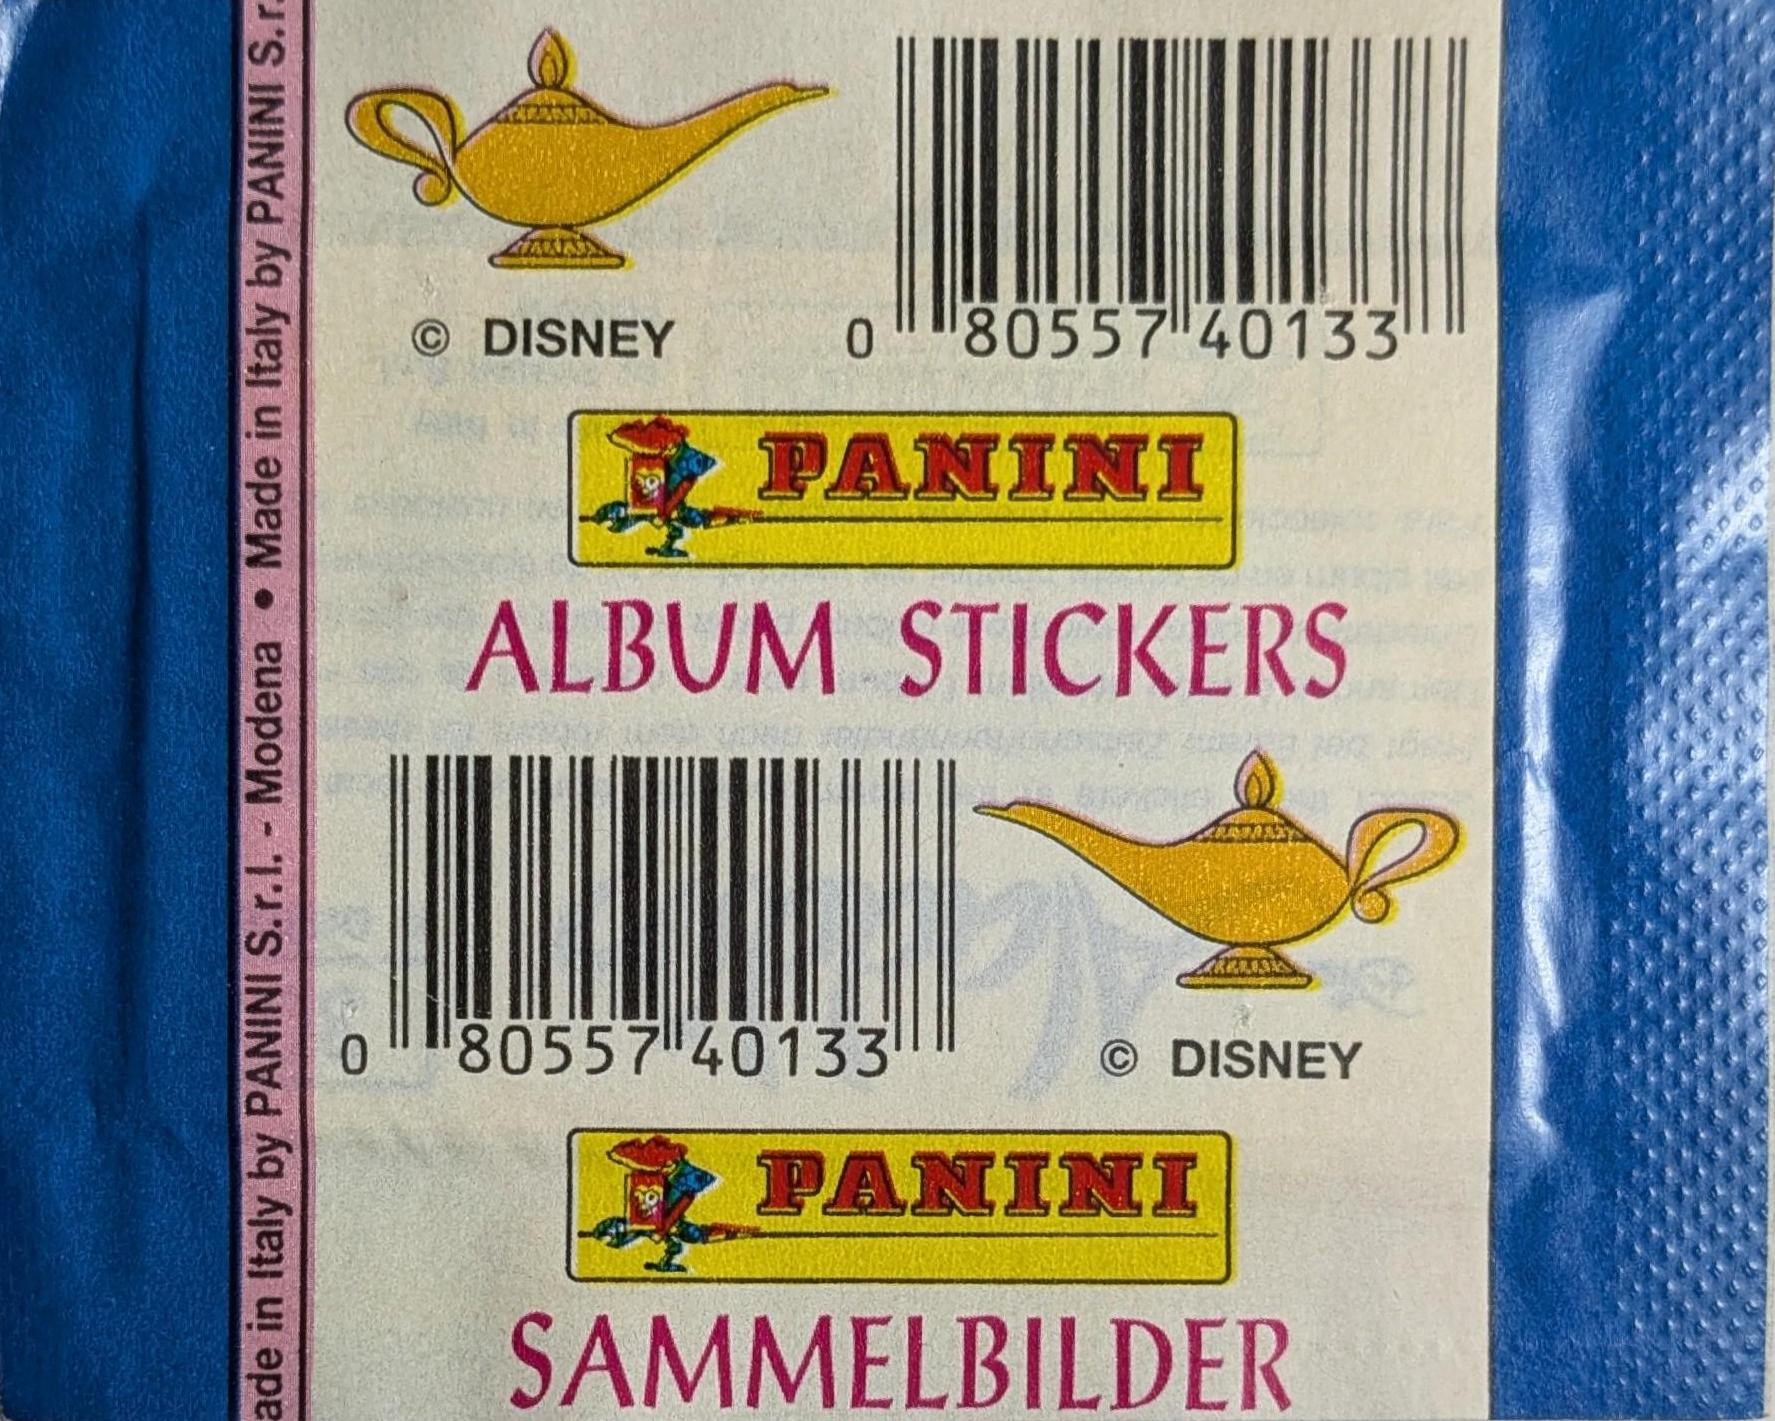 © DISNEY
0 80557 40133
PANINI
ALBUM STICKERS
0 80557 40133
© DISNEY
PANINI
SAMMELBILDER
ade in Italy by PANINI S.r.l. - Modena • Made in Italy by PANINI S.r.